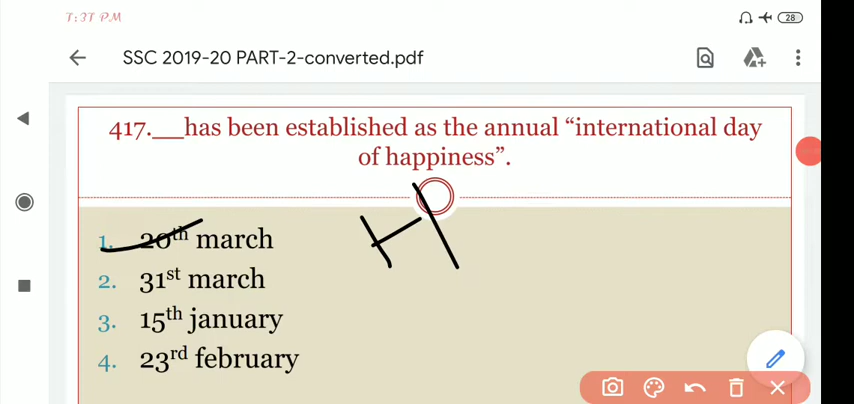 7:37 PM
28
SSC 2019-20 PART-2-converted.pdf
417.__has been established as the annual “international day
of happiness”.
H
1. 20th march
2. 31st march
3. 15th january
4. 23rd february